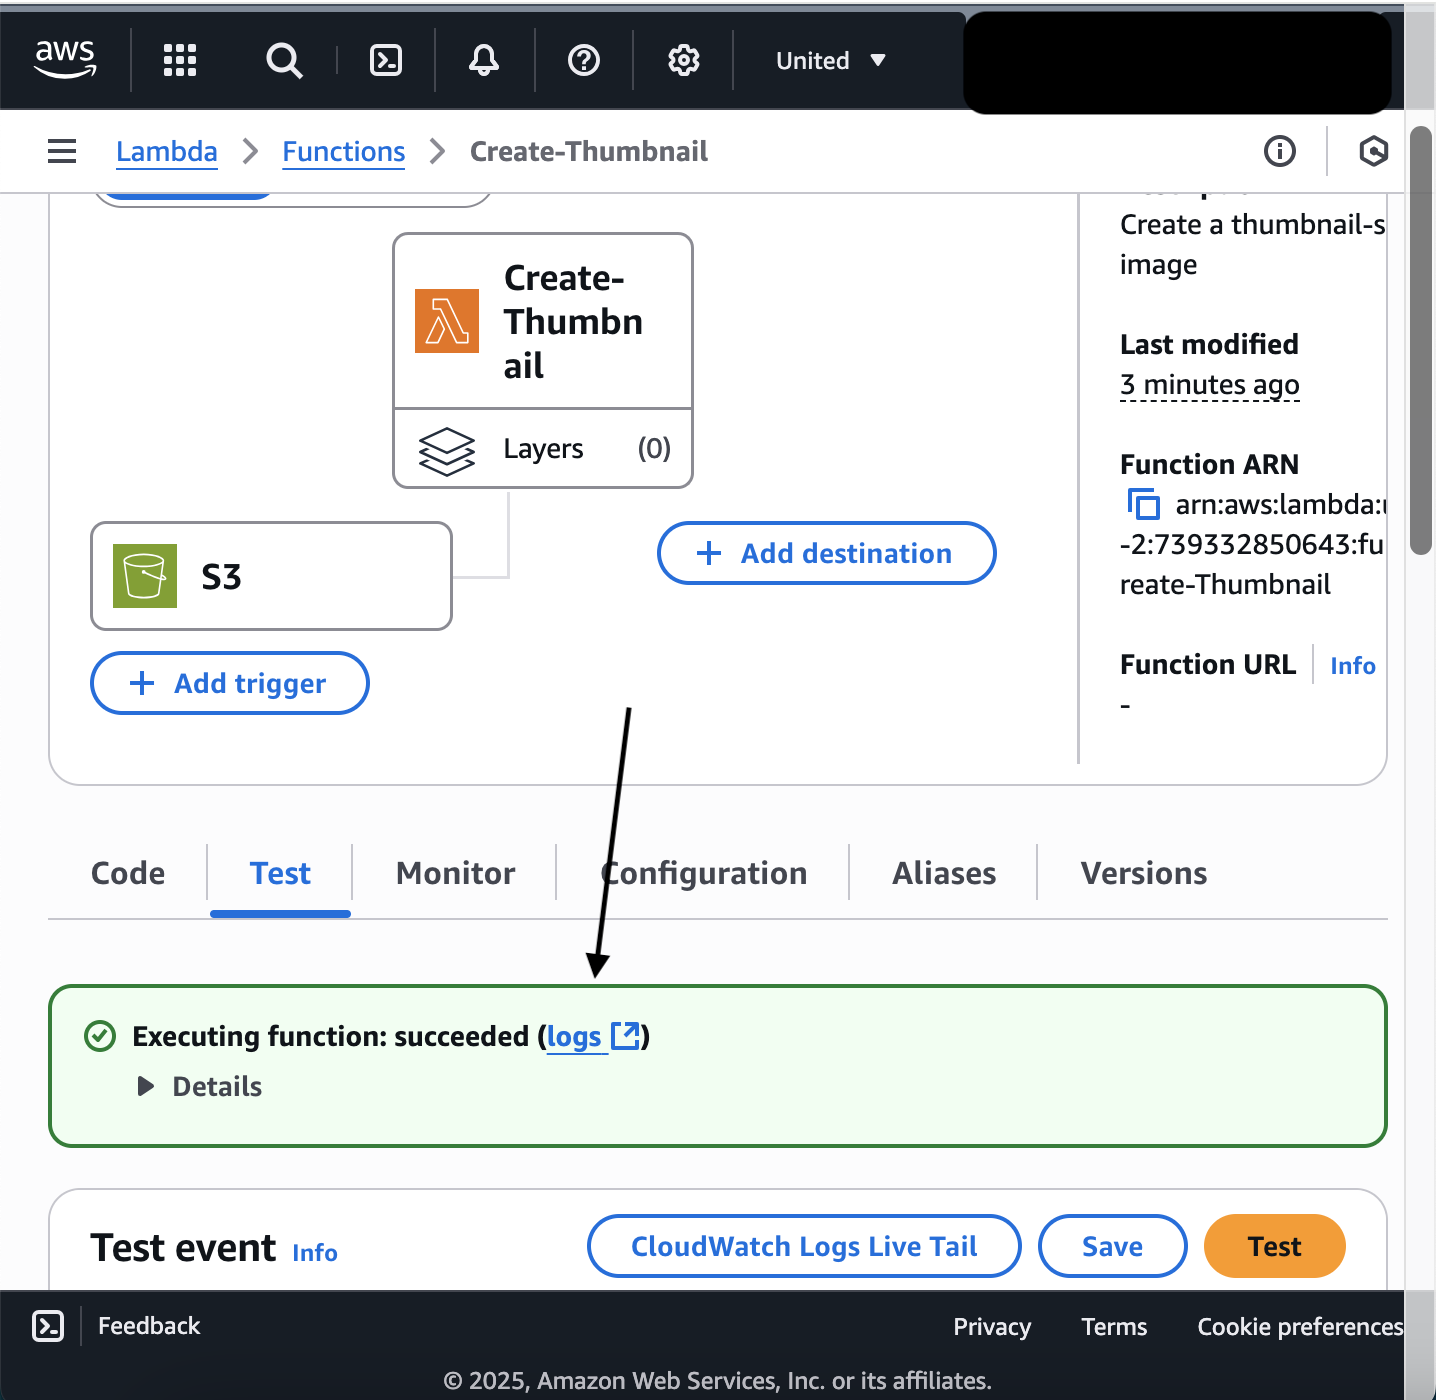 aws
United
Lambda
Functions
Create-Thumbnail
Create-
Thumbn
ail
Layers (0)
S3
+ Add destination
+ Add trigger
Create a thumbnail-s
image
Last modified
3 minutes ago
Function ARN
arn:aws:lambda:u
-2:739332850643:fu
reate-Thumbnail
Function URL Info
-
Code
Test
Monitor
Configuration
Aliases
Versions
Executing function: succeeded (logs)
Details
Test event Info
CloudWatch Logs Live Tail
Save
Test
Feedback
Privacy
Terms
Cookie preferences
© 2025, Amazon Web Services, Inc. or its affiliates.